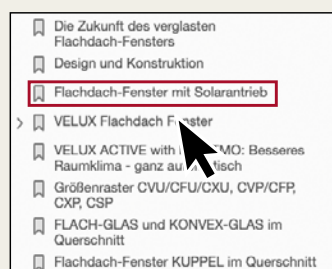 Die Zukunft des verglasten
Flachdach-Fensters
Design und Konstruktion
Flachdach-Fenster mit Solarantrieb
VELUX Flachdach
VELUX ACTIVE with EMO: Besseres
Raumklima - ganz
Größenraster CVU/CFU/CXU, CVP/CFP,
CXP, CSP
FLACH-GLAS und KONVEX-GLAS im
Querschnitt
Flachdach-Fenster KUPPEL im Querschnitt